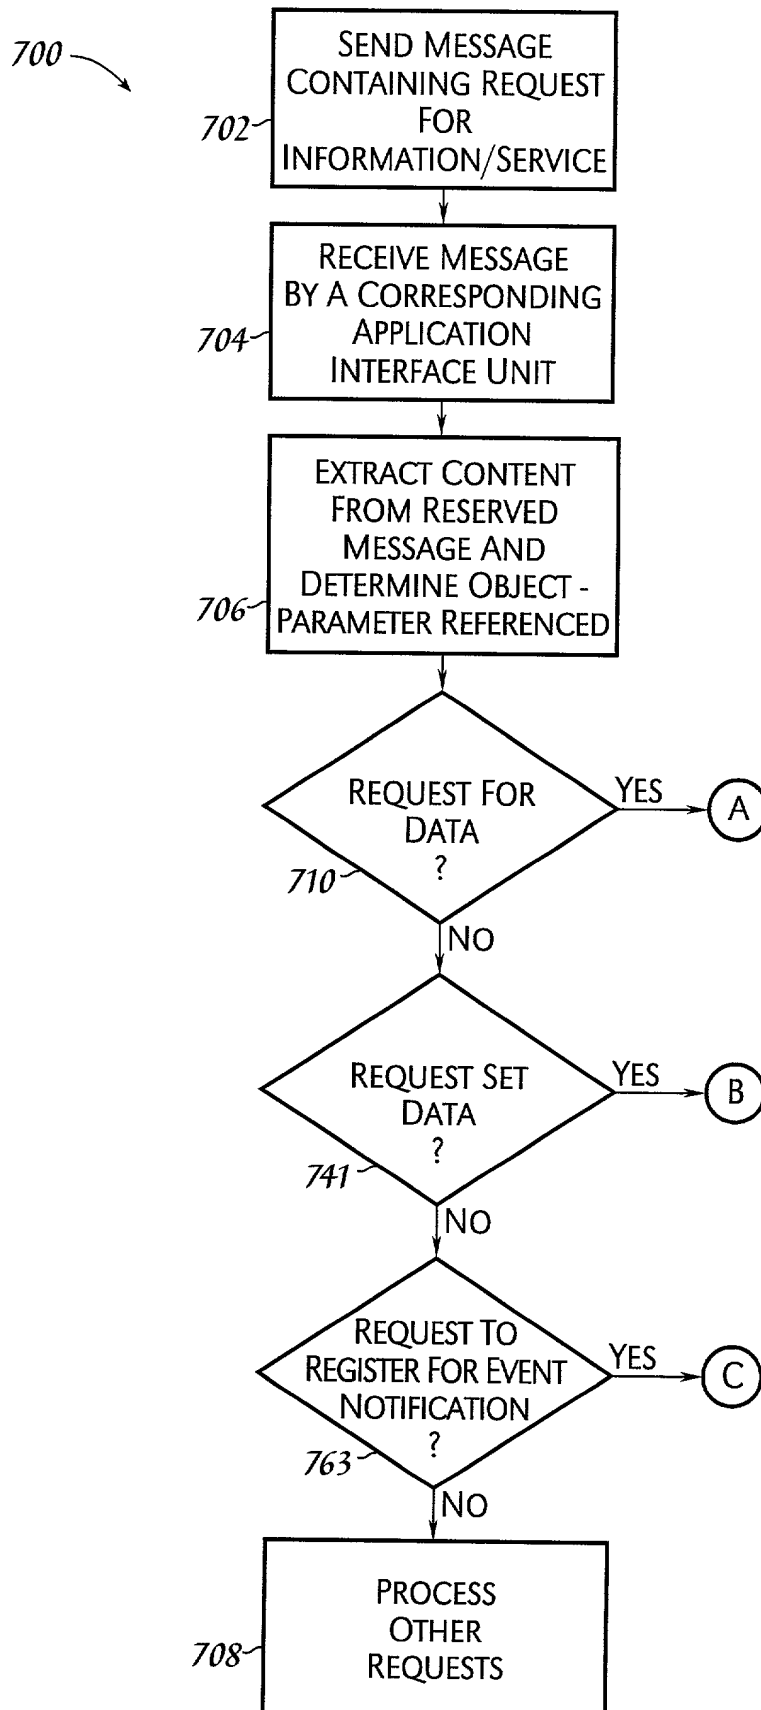 700
SEND MESSAGE
CONTAINING REQUEST
FOR
INFORMATION/SERVICE
702
RECEIVE MESSAGE
BY A CORRESPONDING
APPLICATION
INTERFACE UNIT
704
EXTRACT CONTENT
FROM RESERVED
MESSAGE AND
DETERMINE OBJECT -
PARAMETER REFERENCED
706
REQUEST FOR
DATA
?
710
YES
A
NO
REQUEST SET
DATA
?
741
YES
B
NO
REQUEST TO
REGISTER FOR EVENT
NOTIFICATION
?
763
YES
C
NO
PROCESS
OTHER
REQUESTS
708